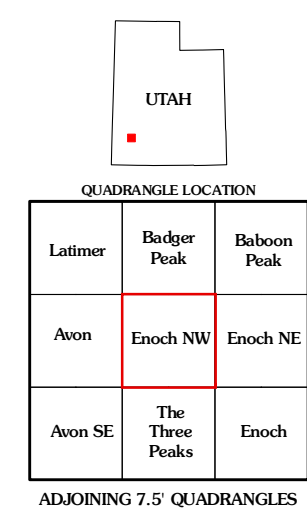 UTAH
QUADRANGLE LOCATION
Latimer
Badger
Peak
Baboon
Peak
Avon
Enoch NW
Enoch NE
Avon SE
The
Three
Peaks
Enoch
ADJOINING 7.5' QUADRANGLES